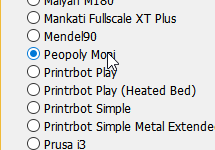 Malyan M180
Mankati Fullscale XT Plus
Mendel90
Peopoly
Printrbot Play
Printrbot Play (Heated Bed)
Printrbot Simple
Printrbot Simple Metal Extende
Prusa i3